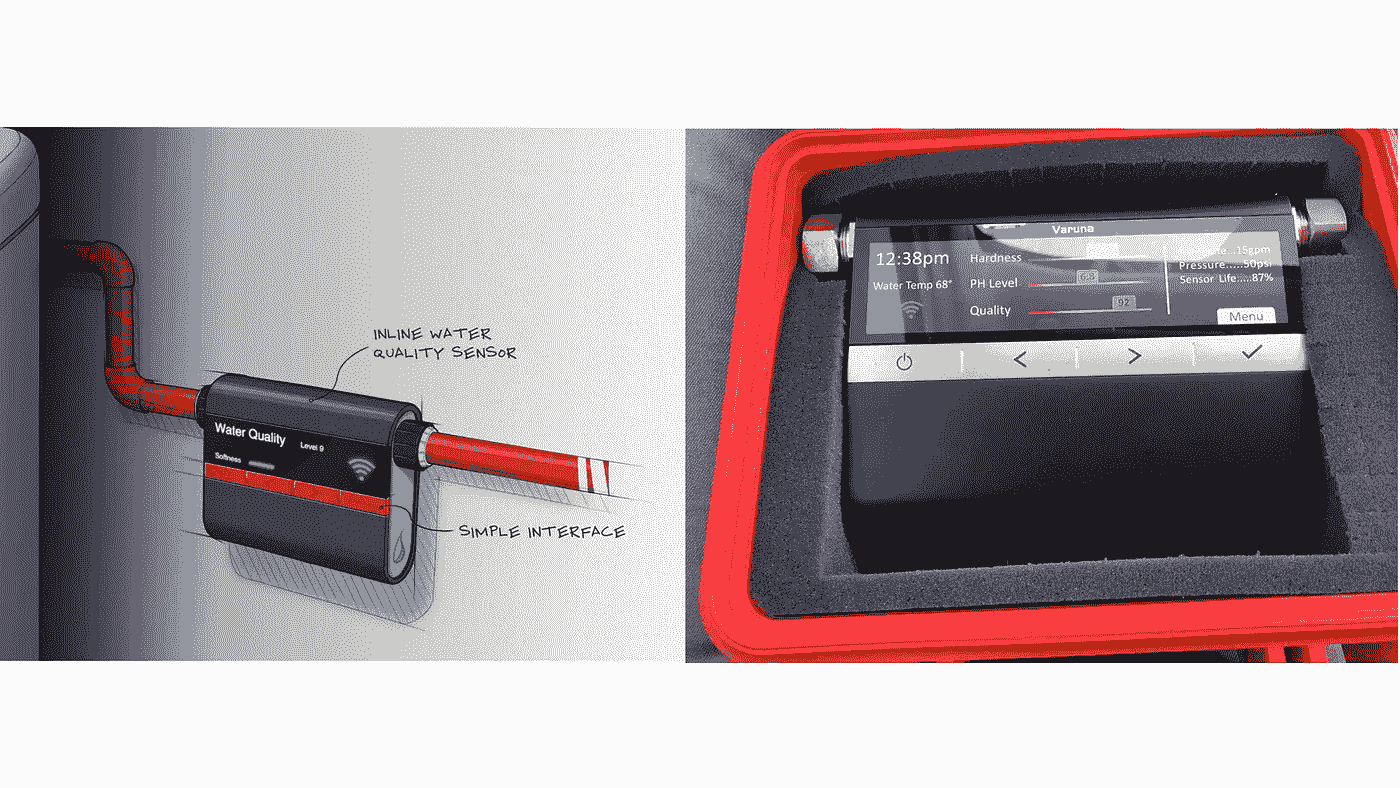 INLINE WATER
QUALITY SENSOR
Water Quality
Level 9
Softness
SIMPLE INTERFACE
Varuna
12:38pm
Water Temp 68°
Hardness
PH Level
6.8
Quality
92
15gpm
Pressure.....50psi
Sensor Life....87%
Menu